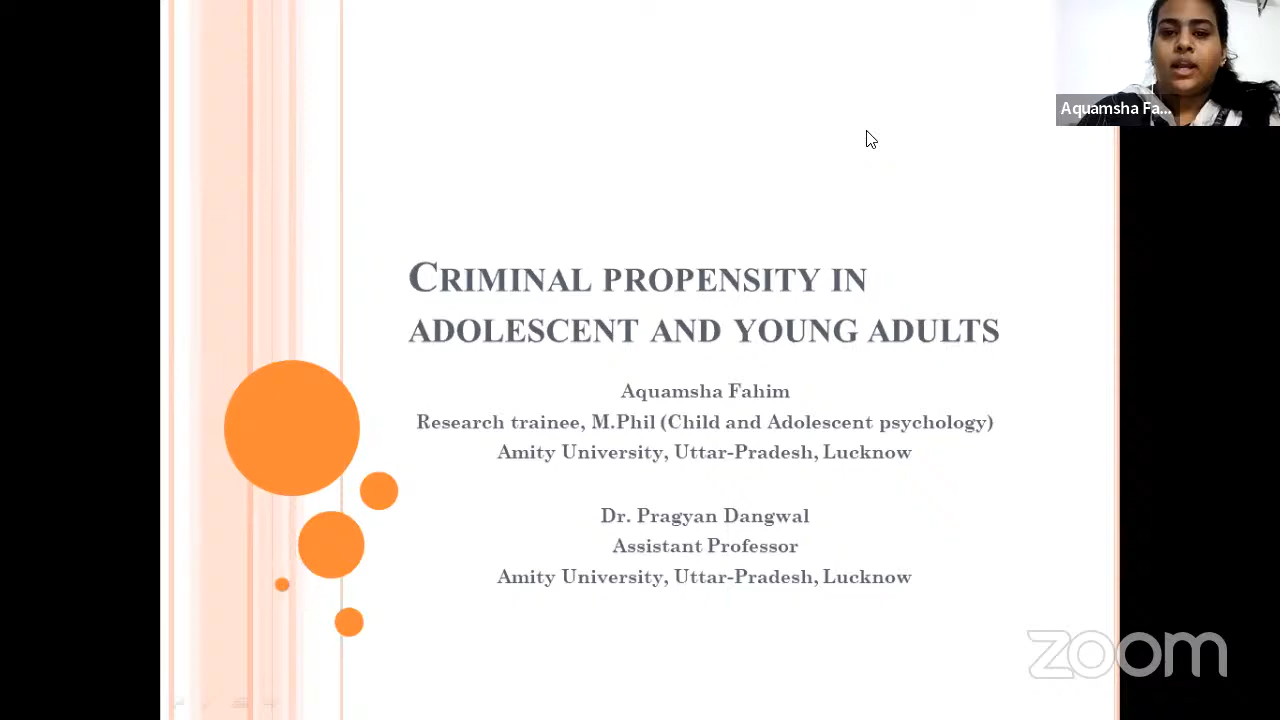 Aquamsha Fa...
CRIMINAL PROPENSITY IN
ADOLESCENT AND YOUNG ADULTS
Aquamsha Fahim
Research trainee, M.Phil (Child and Adolescent psychology)
Amity University, Uttar-Pradesh, Lucknow
Dr. Pragyan Dangwal
Assistant Professor
Amity University, Uttar-Pradesh, Lucknow
zoom